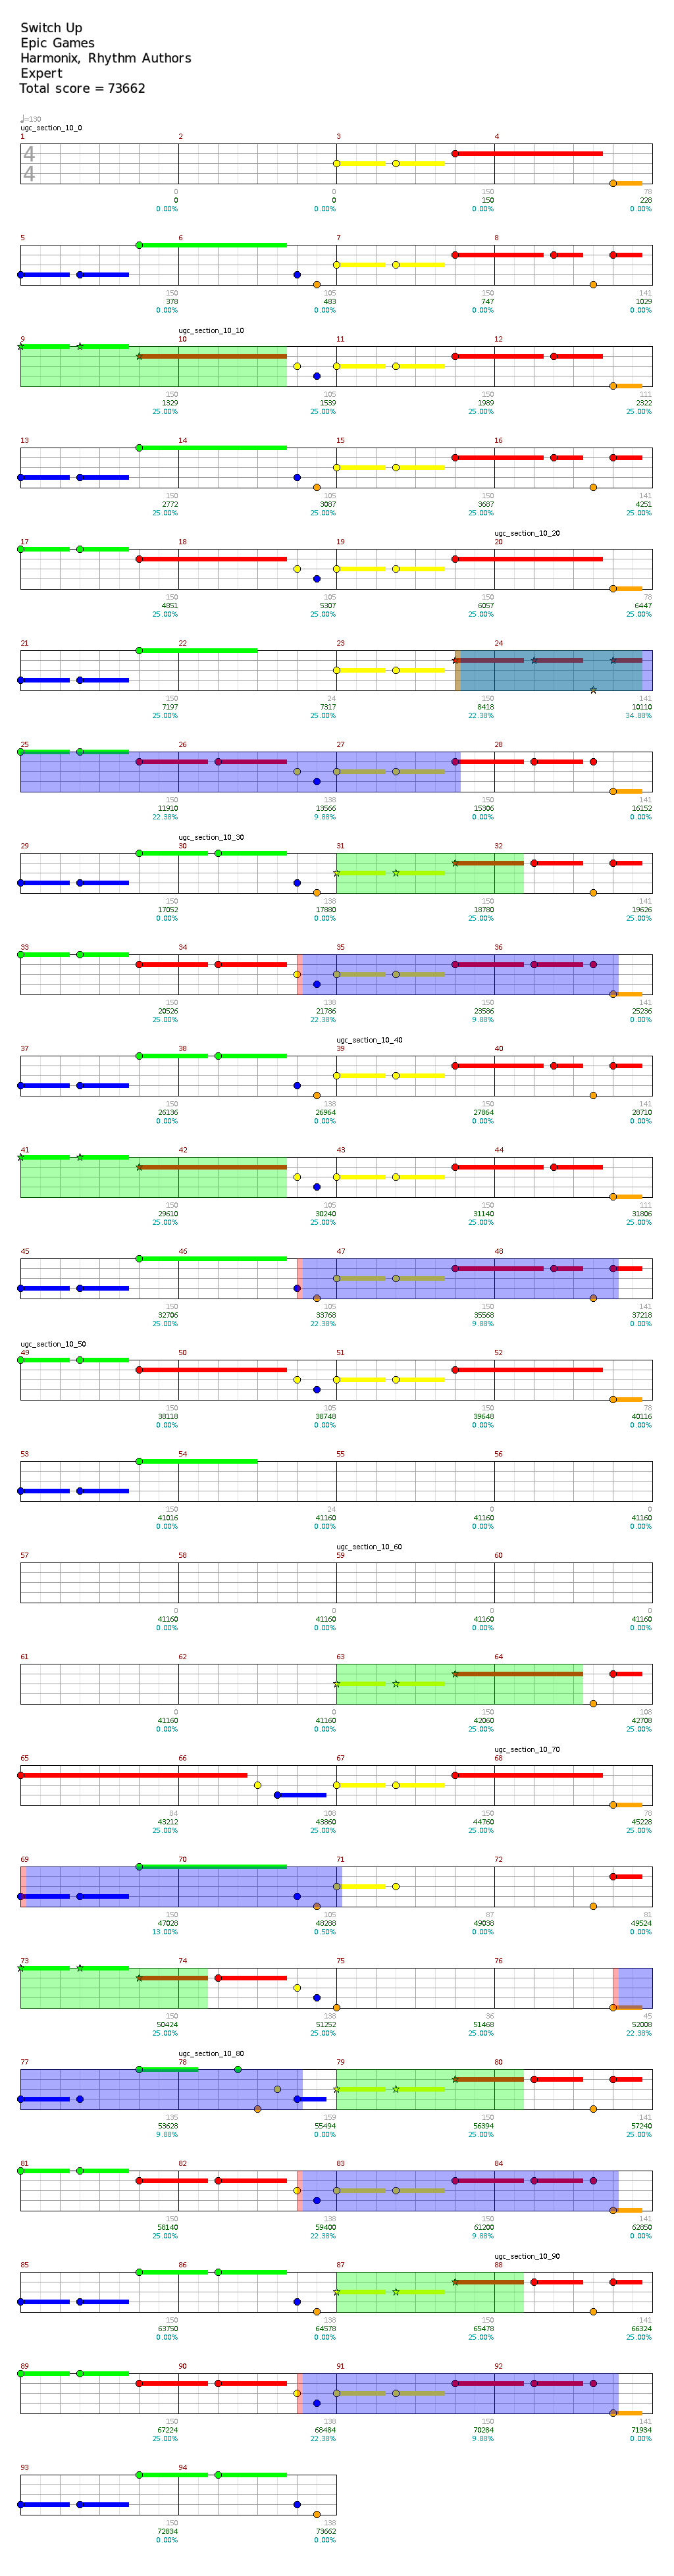 Switch Up
Epic Games
Harmonix, Rhythm Authors
Expert
Total score = 73662
♩=130
ugc_section_10_0
1 2 3 4
4
4
0 0 150 78
0 0 150 228
0.00% 0.00% 0.00% 0.00%
5 6 7 8
150 105 150 141
378 483 747 1029
0.00% 0.00% 0.00% 0.00%
ugc_section_10_10
9 10 11 12
150 105 150 111
1329 1539 1989 2322
25.00% 25.00% 25.00% 25.00%
13 14 15 16
150 105 150 141
2772 3087 3687 4251
25.00% 25.00% 25.00% 25.00%
ugc_section_10_20
17 18 19 20
150 105 150 78
4851 5307 6057 6447
25.00% 25.00% 25.00% 25.00%
21 22 23 24
150 24 150 141
7197 7317 8418 10110
25.00% 25.00% 22.38% 34.88%
25 26 27 28
150 138 150 141
11910 13566 15306 16152
22.38% 9.88% 0.00% 0.00%
ugc_section_10_30
29 30 31 32
150 138 150 141
17052 17880 18780 19626
0.00% 0.00% 25.00% 25.00%
33 34 35 36
150 138 150 141
20526 21786 23586 25236
25.00% 22.38% 9.88% 0.00%
ugc_section_10_40
37 38 39 40
150 138 150 141
26136 26964 27864 28710
0.00% 0.00% 0.00% 0.00%
41 42 43 44
150 105 150 111
29610 30240 31140 31806
25.00% 25.00% 25.00% 25.00%
45 46 47 48
150 105 150 141
32706 33768 35568 37218
25.00% 22.38% 9.88% 0.00%
ugc_section_10_50
49 50 51 52
150 105 150 78
38118 38748 39648 40116
0.00% 0.00% 0.00% 0.00%
53 54 55 56
150 24 0 0
41016 41160 41160 41160
0.00% 0.00% 0.00% 0.00%
ugc_section_10_60
57 58 59 60
0 0 0 0
41160 41160 41160 41160
0.00% 0.00% 0.00% 0.00%
61 62 63 64
0 0 150 108
41160 41160 42060 42708
0.00% 0.00% 25.00% 25.00%
ugc_section_10_70
65 66 67 68
84 108 150 78
43212 43860 44760 45228
25.00% 25.00% 25.00% 25.00%
69 70 71 72
150 105 87 81
47028 48288 49038 49524
13.00% 0.50% 0.00% 0.00%
73 74 75 76
150 138 36 45
50424 51252 51468 52008
25.00% 25.00% 25.00% 22.38%
ugc_section_10_80
77 78 79 80
135 159 150 141
53628 55494 56394 57240
9.88% 0.00% 25.00% 25.00%
81 82 83 84
150 138 150 141
58140 59400 61200 62850
25.00% 22.38% 9.88% 0.00%
ugc_section_10_90
85 86 87 88
150 138 150 141
63750 64578 65478 66324
0.00% 0.00% 25.00% 25.00%
89 90 91 92
150 138 150 141
67224 68484 70284 71934
25.00% 22.38% 9.88% 0.00%
93 94
150 138
72834 73662
0.00% 0.00%